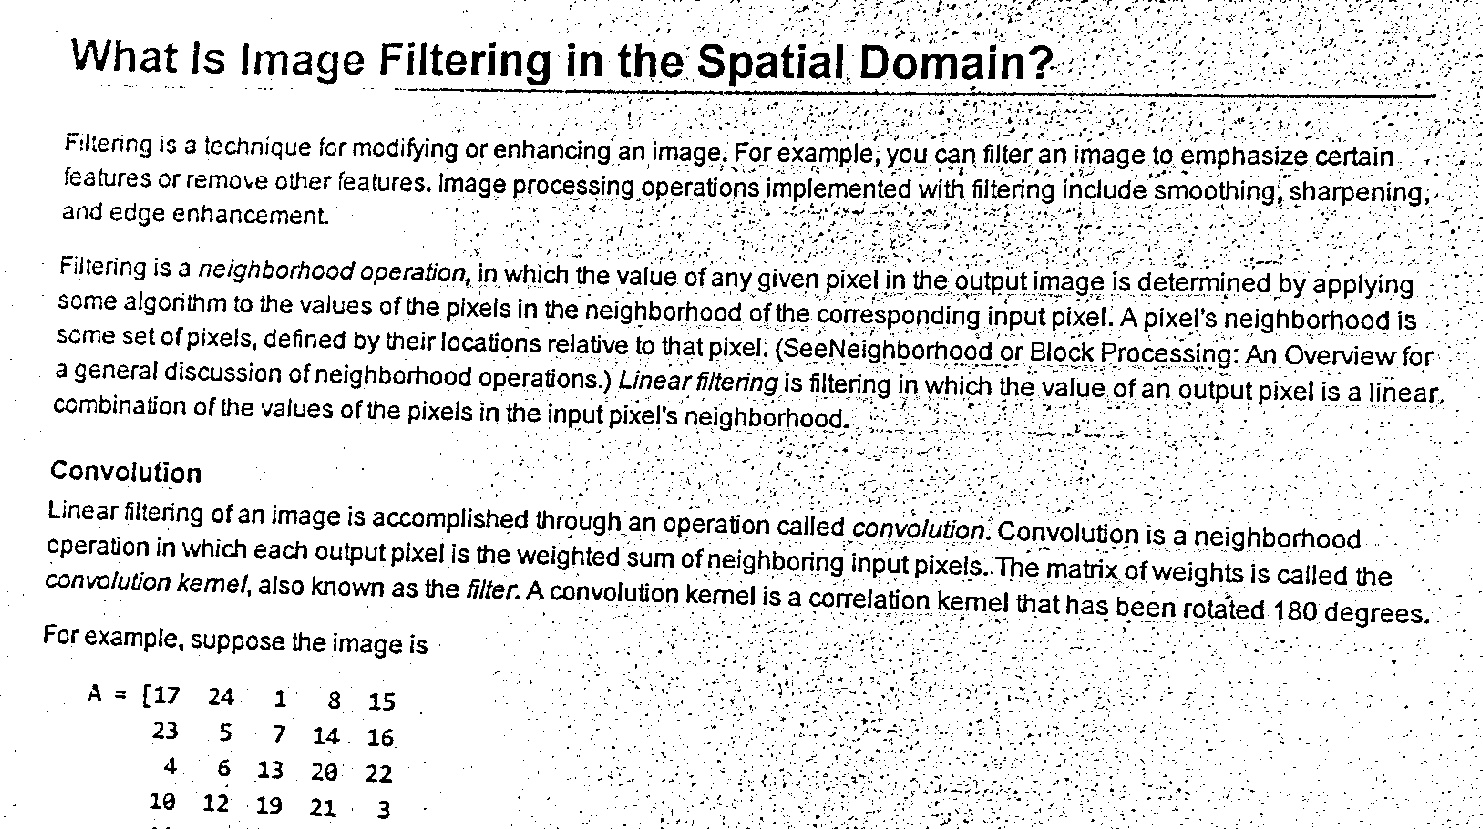 What Is Image Filtering in the Spatial Domain?
Filtering is a technique for modifying or enhancing an image. For example, you can filter an image to emphasize certain
features or remove other features. Image processing operations implemented with filtering include smoothing, sharpening,
and edge enhancement.
Filtering is a neighborhood operation, in which the value of any given pixel in the output image is determined by applying
some algorithm to the values of the pixels in the neighborhood of the corresponding input pixel. A pixel's neighborhood is
some set of pixels, defined by their locations relative to that pixel. (SeeNeighborhood or Block Processing: An Overview for
a general discussion of neighborhood operations.) Linear filtering is filtering in which the value of an output pixel is a linear
combination of the values of the pixels in the input pixel's neighborhood.
Convolution
Linear filtering of an image is accomplished through an operation called convolution. Convolution is a neighborhood
operation in which each output pixel is the weighted sum of neighboring input pixels. The matrix of weights is called the
convolution kernel, also known as the filter. A convolution kernel is a correlation kernel that has been rotated 180 degrees.
For example, suppose the image is
A = [17 24 1 8 15
23 5 7 14 16
4 6 13 20 22
10 12 19 21 3